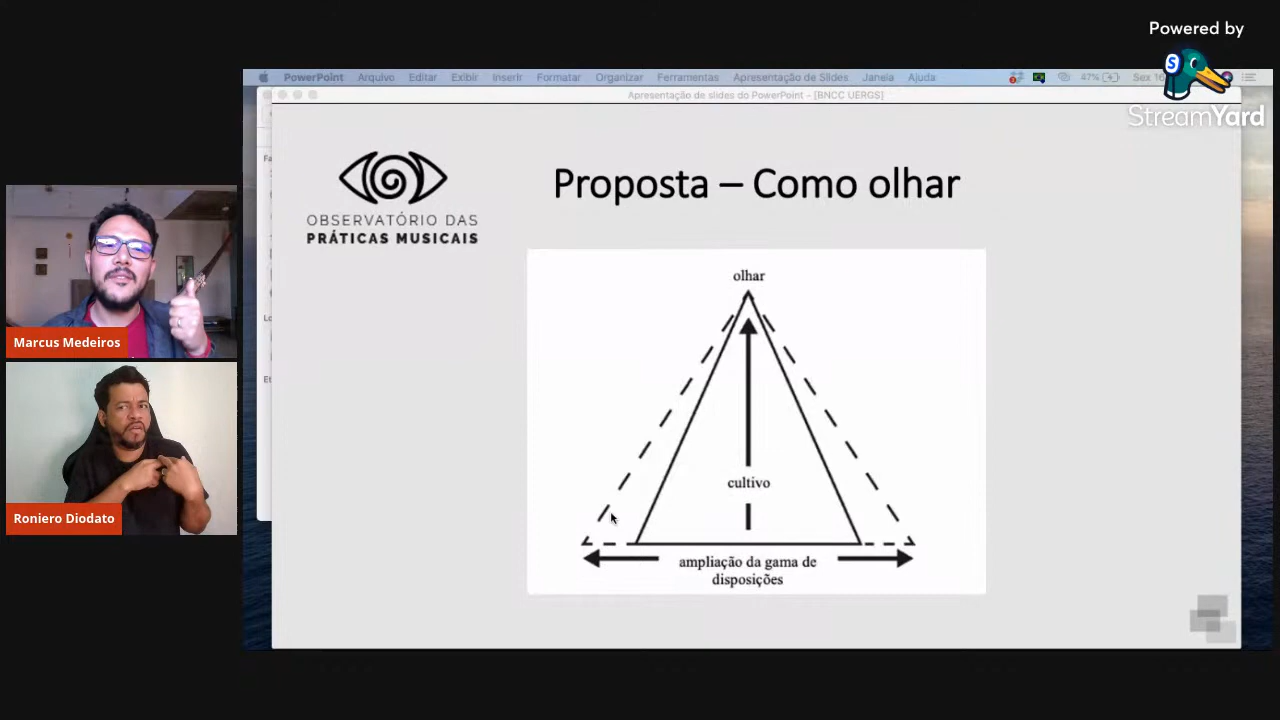 Powered by
StreamYard
PowerPoint Arquivo Editar Exibir Inserir Formatar Organizar Ferramentas Apresentação de Slides Janela Ajuda 47% Sex
Apresentação de slides do PowerPoint - [BNCC UERGS]
OBSERVATÓRIO DAS
PRÁTICAS MUSICAIS
Proposta – Como olhar
olhar
cultivo
ampliação da gama de
disposições
Marcus Medeiros
Roniero Diodato